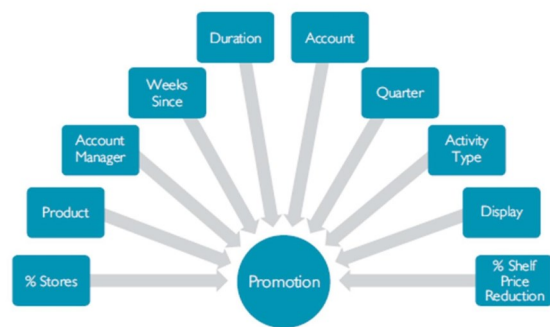 Duration
Account
Weeks
Since
Quarter
Account
Manager
Activity
Type
Product
Display
% Stores
Promotion
% Shelf
Price
Reduction